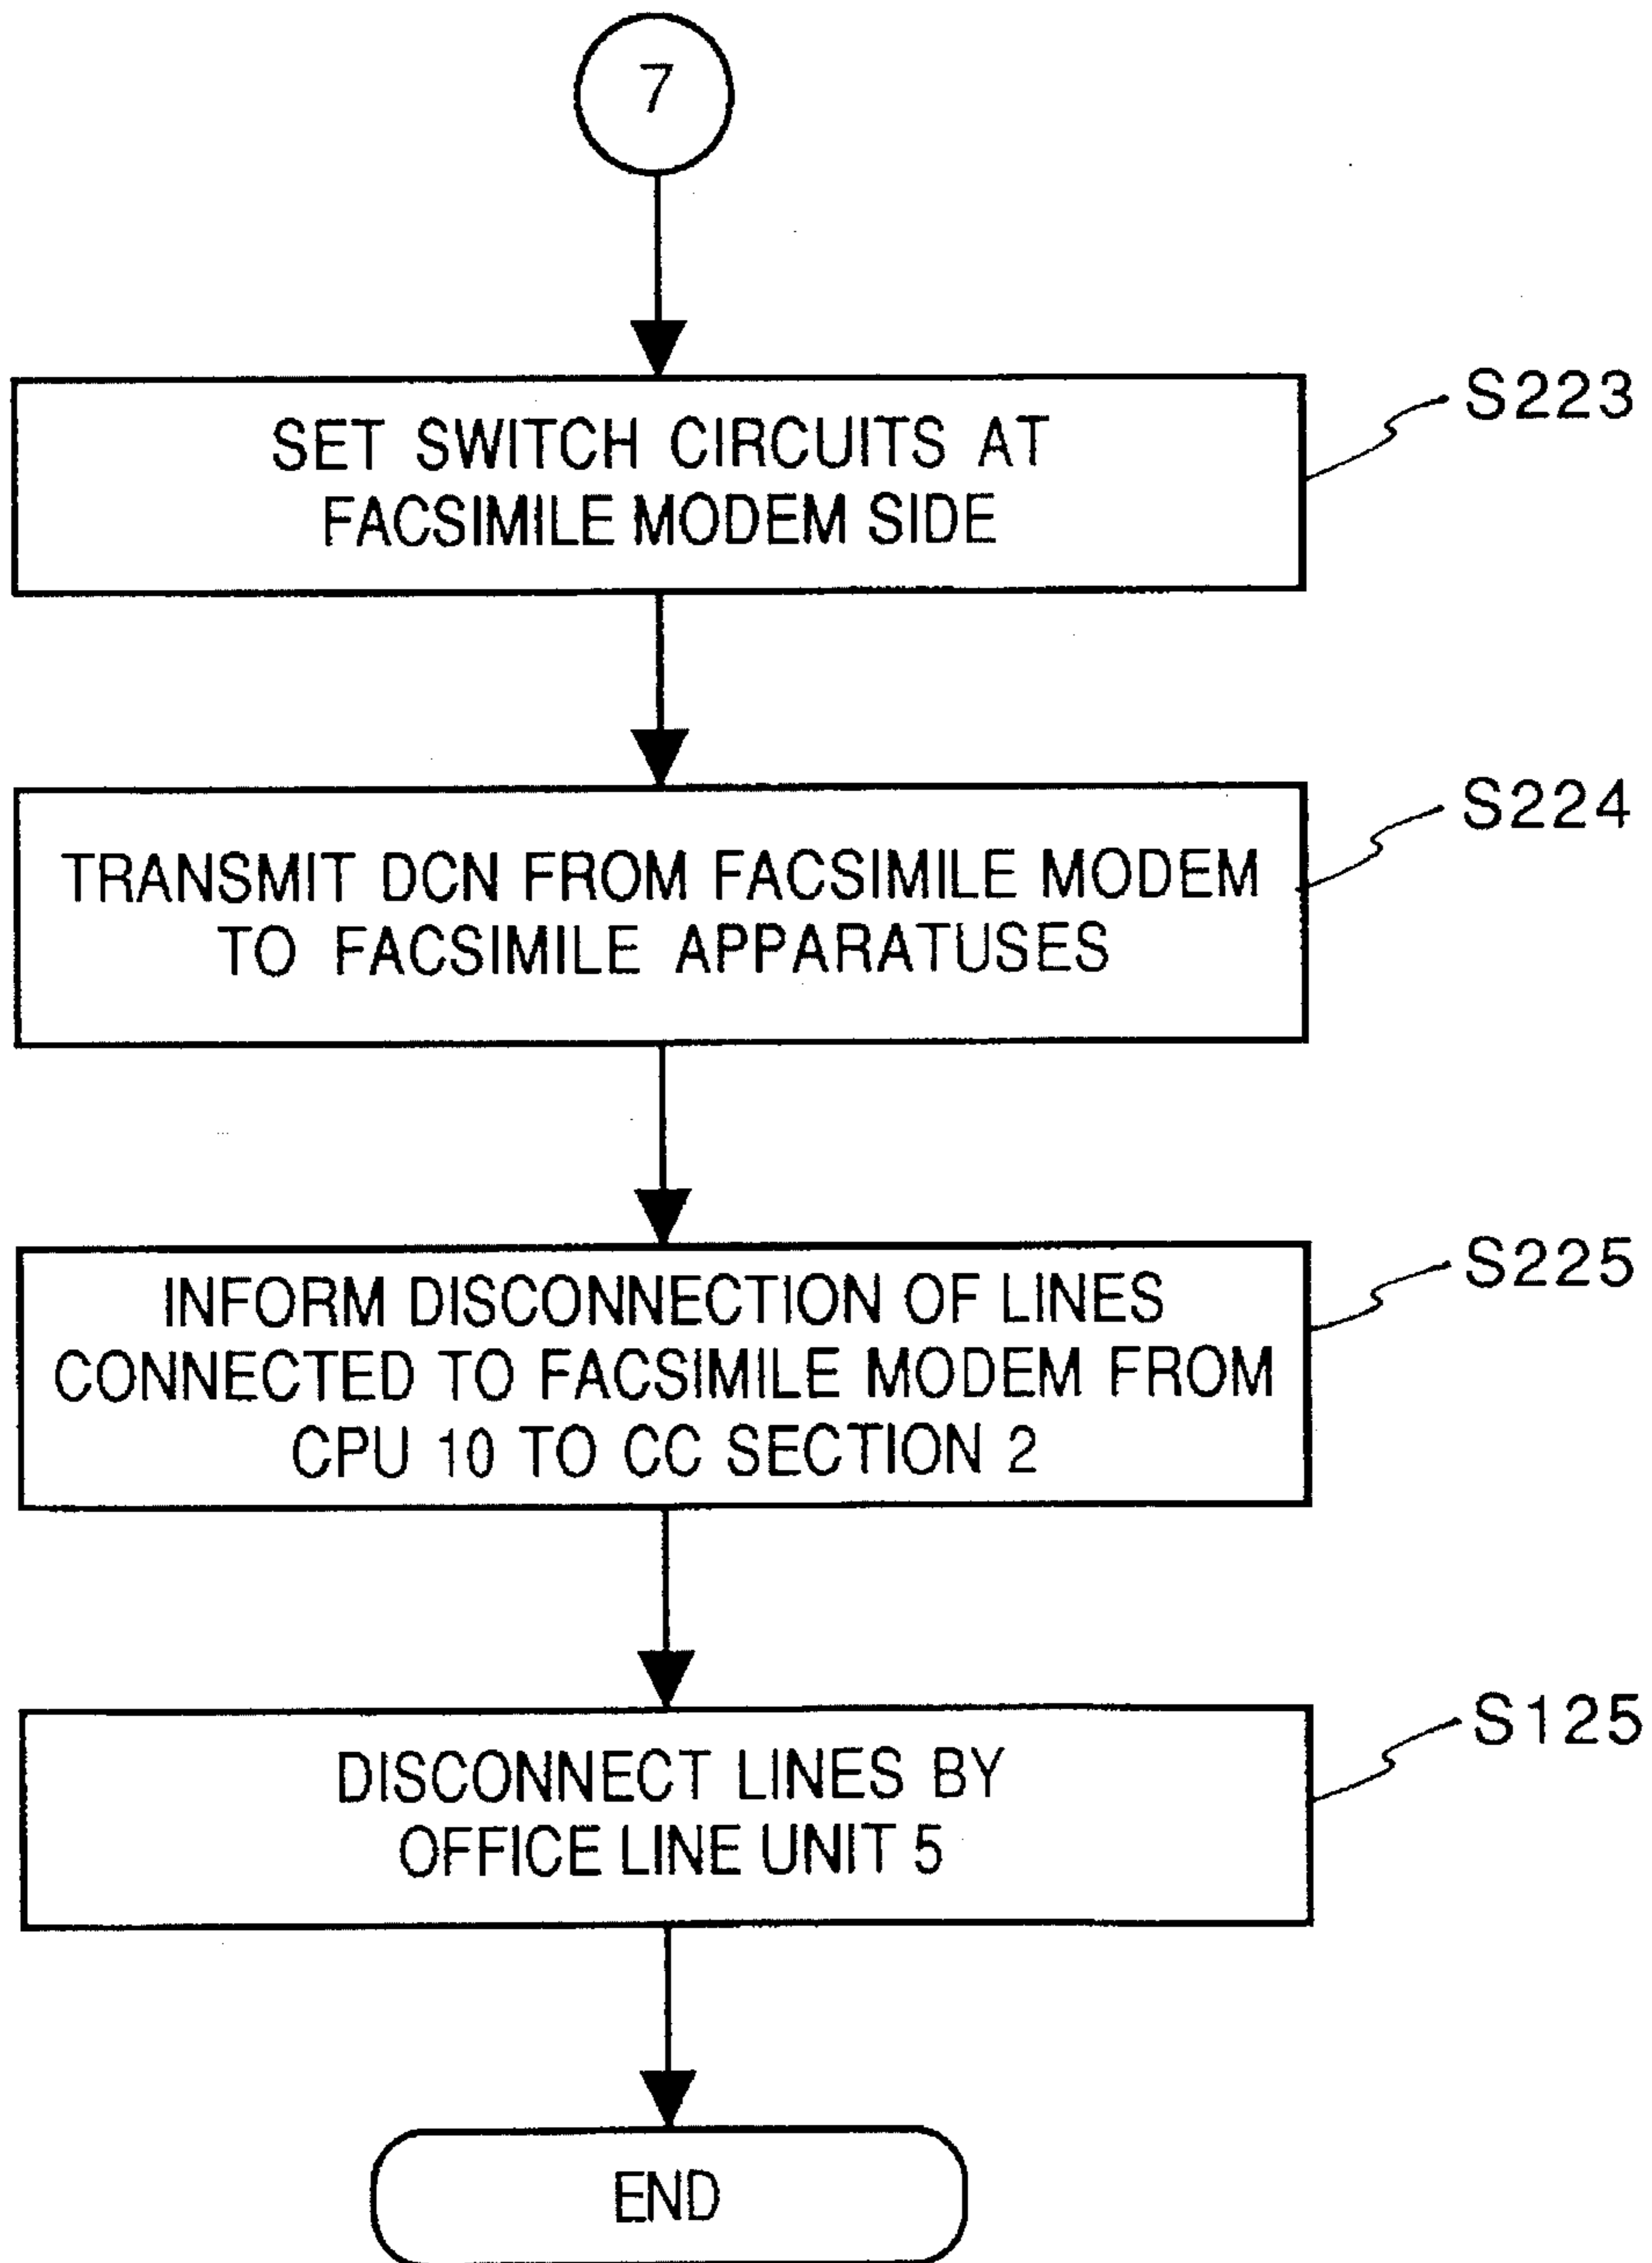 7
SET SWITCH CIRCUITS AT
FACSIMILE MODEM SIDE
S223
TRANSMIT DCN FROM FACSIMILE MODEM
TO FACSIMILE APPARATUSES
S224
INFORM DISCONNECTION OF LINES
CONNECTED TO FACSIMILE MODEM FROM
CPU 10 TO CC SECTION 2
S225
DISCONNECT LINES BY
OFFICE LINE UNIT 5
S125
END